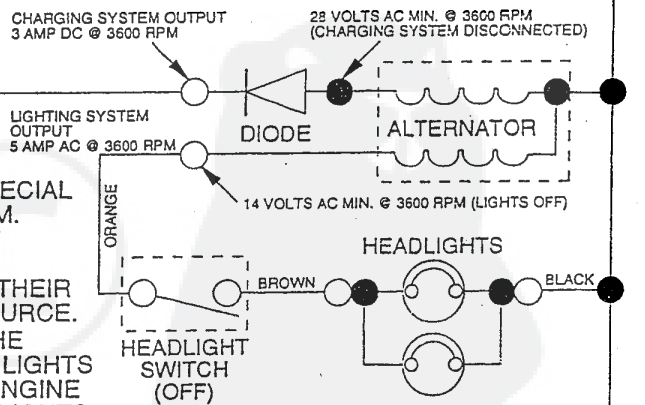 CHARGING SYSTEM OUTPUT
3 AMP DC @ 3600 RPM
28 VOLTS AC MIN. @ 3600 RPM
(CHARGING SYSTEM DISCONNECTED)
LIGHTING SYSTEM
OUTPUT
5 AMP AC @ 3600 RPM
DIODE
ALTERNATOR
14 VOLTS AC MIN. @ 3600 RPM (LIGHTS OFF)
ORANGE
ECIAL
M.
HEADLIGHTS
BROWN
BLACK
THEIR
URCE.
HE
LIGHTS
NGINE
HEADLIGHT
SWITCH
(OFF)